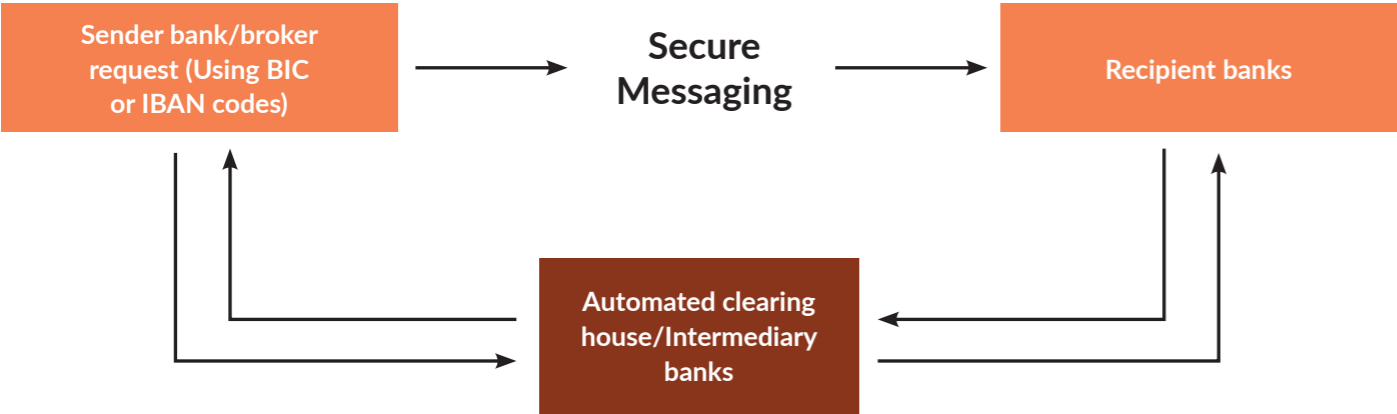 Sender bank/broker
request (Using BIC
or IBAN codes)
Secure
Messaging
Recipient banks
Automated clearing
house/Intermediary
banks